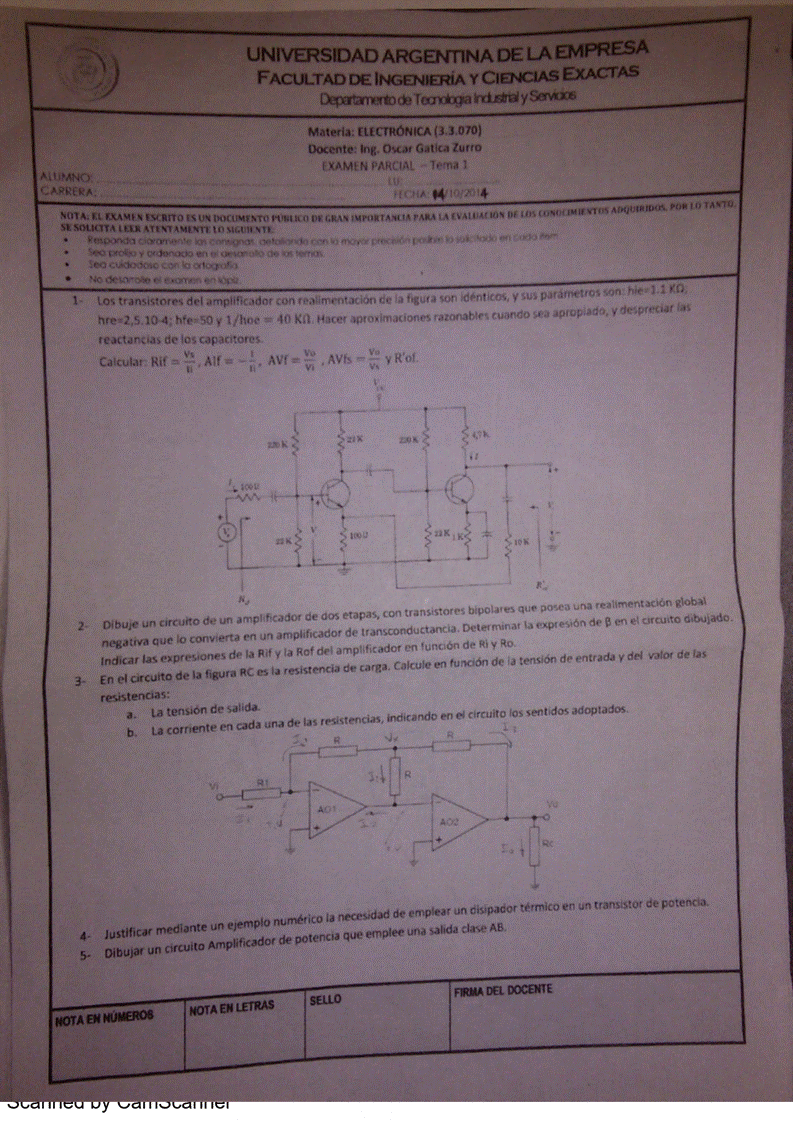 UNIVERSIDAD ARGENTINA DE LA EMPRESA
FACULTAD DE INGENIERÍA Y CIENCIAS EXACTAS
Departamento de Tecnología Industrial y Servicios
Materia: ELECTRÓNICA (3.3.070)
Docente: Ing. Oscar Gatica Zurro
EXAMEN PARCIAL – Tema 1
ALUMNO: LU:
CARRERA: FECHA: 14/10/2014
NOTA: EL EXAMEN ESCRITO ES UN DOCUMENTO PÚBLICO DE GRAN IMPORTANCIA PARA LA EVALUACIÓN DE LOS CONOCIMIENTOS ADQUIRIDOS, POR LO TANTO,
SE SOLICITA LEER ATENTAMENTE LO SIGUIENTE:
• Responda claramente las consignas, detallando con la mayor precisión posible lo solicitado en cada ítem
• Sea prolijo y ordenado en el desarrollo de los temas.
• Sea cuidadoso con la ortografía
• No desarrolle el examen en lápiz.
1- Los transistores del amplificador con realimentación de la figura son idénticos, y sus parámetros son: hie=1.1 KΩ;
hre=2,5.10-4; hfe=50 y 1/hoe = 40 KΩ. Hacer aproximaciones razonables cuando sea apropiado, y despreciar las
reactancias de los capacitores.
Calcular: Rif = Vs/Ii, AIf = − I/Ii, AVf = Vo/Vi, AVfs = Vo/Vs y R'of.
220 K
22 K
220 K
4,7 K
100 Ω
22 K
V
100 Ω
22 K
1 K
10 K
2- Dibuje un circuito de un amplificador de dos etapas, con transistores bipolares que posea una realimentación global
negativa que lo convierta en un amplificador de transconductancia. Determinar la expresión de β en el circuito dibujado.
Indicar las expresiones de la Rif y la Rof del amplificador en función de Ri y Ro.
3- En el circuito de la figura RC es la resistencia de carga. Calcule en función de la tensión de entrada y del valor de las
resistencias:
a. La tensión de salida.
b. La corriente en cada una de las resistencias, indicando en el circuito los sentidos adoptados.
R
Vx
R
Vi
R1
R
AO1
AO2
Vo
Rc
4- Justificar mediante un ejemplo numérico la necesidad de emplear un disipador térmico en un transistor de potencia.
5- Dibujar un circuito Amplificador de potencia que emplee una salida clase AB.
NOTA EN NÚMEROS
NOTA EN LETRAS
SELLO
FIRMA DEL DOCENTE
Scanned by CamScanner